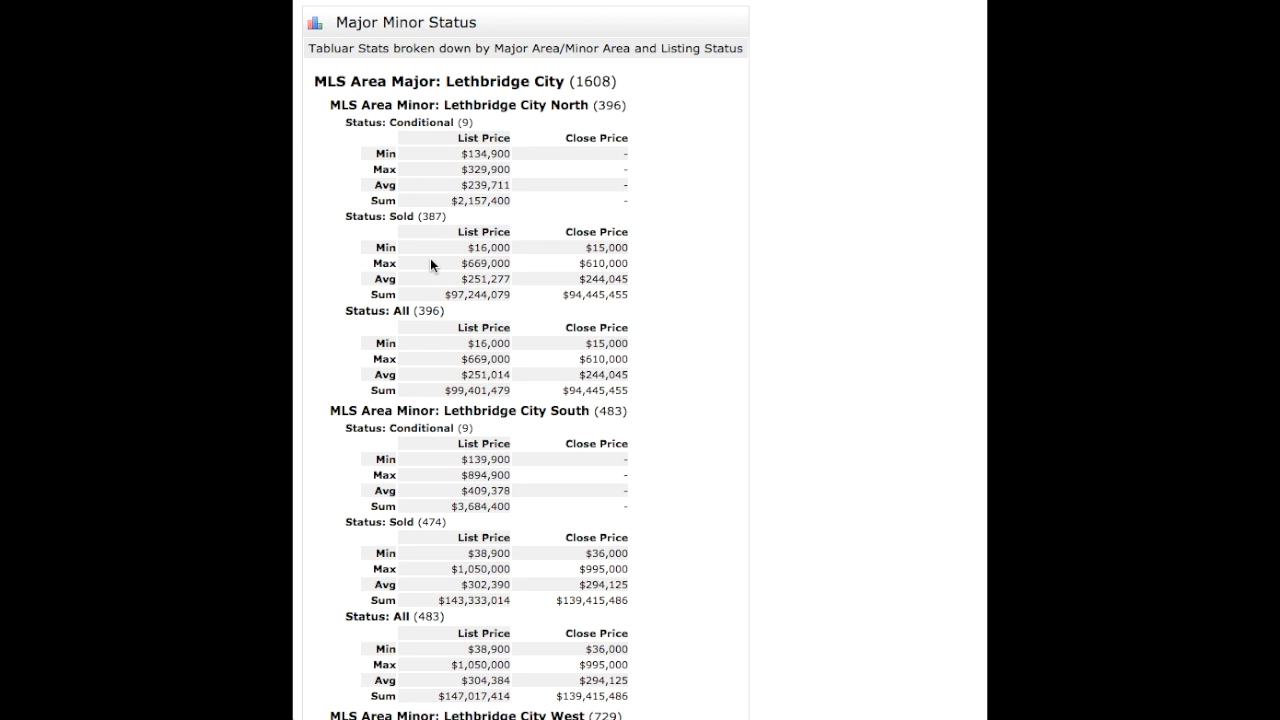 Major Minor Status
Tabluar Stats broken down by Major Area/Minor Area and Listing Status
MLS Area Major: Lethbridge City (1608)
MLS Area Minor: Lethbridge City North (396)
Status: Conditional (9)
List Price Close Price
Min $134,900 -
Max $329,900 -
Avg $239,711 -
Sum $2,157,400 -
Status: Sold (387)
List Price Close Price
Min $16,000 $15,000
Max $669,000 $610,000
Avg $251,277 $244,045
Sum $97,244,079 $94,445,455
Status: All (396)
List Price Close Price
Min $16,000 $15,000
Max $669,000 $610,000
Avg $251,014 $244,045
Sum $99,401,479 $94,445,455
MLS Area Minor: Lethbridge City South (483)
Status: Conditional (9)
List Price Close Price
Min $139,900 -
Max $894,900 -
Avg $409,378 -
Sum $3,684,400 -
Status: Sold (474)
List Price Close Price
Min $38,900 $36,000
Max $1,050,000 $995,000
Avg $302,390 $294,125
Sum $143,333,014 $139,415,486
Status: All (483)
List Price Close Price
Min $38,900 $36,000
Max $1,050,000 $995,000
Avg $304,384 $294,125
Sum $147,017,414 $139,415,486
MLS Area Minor: Lethbridge City West (729)